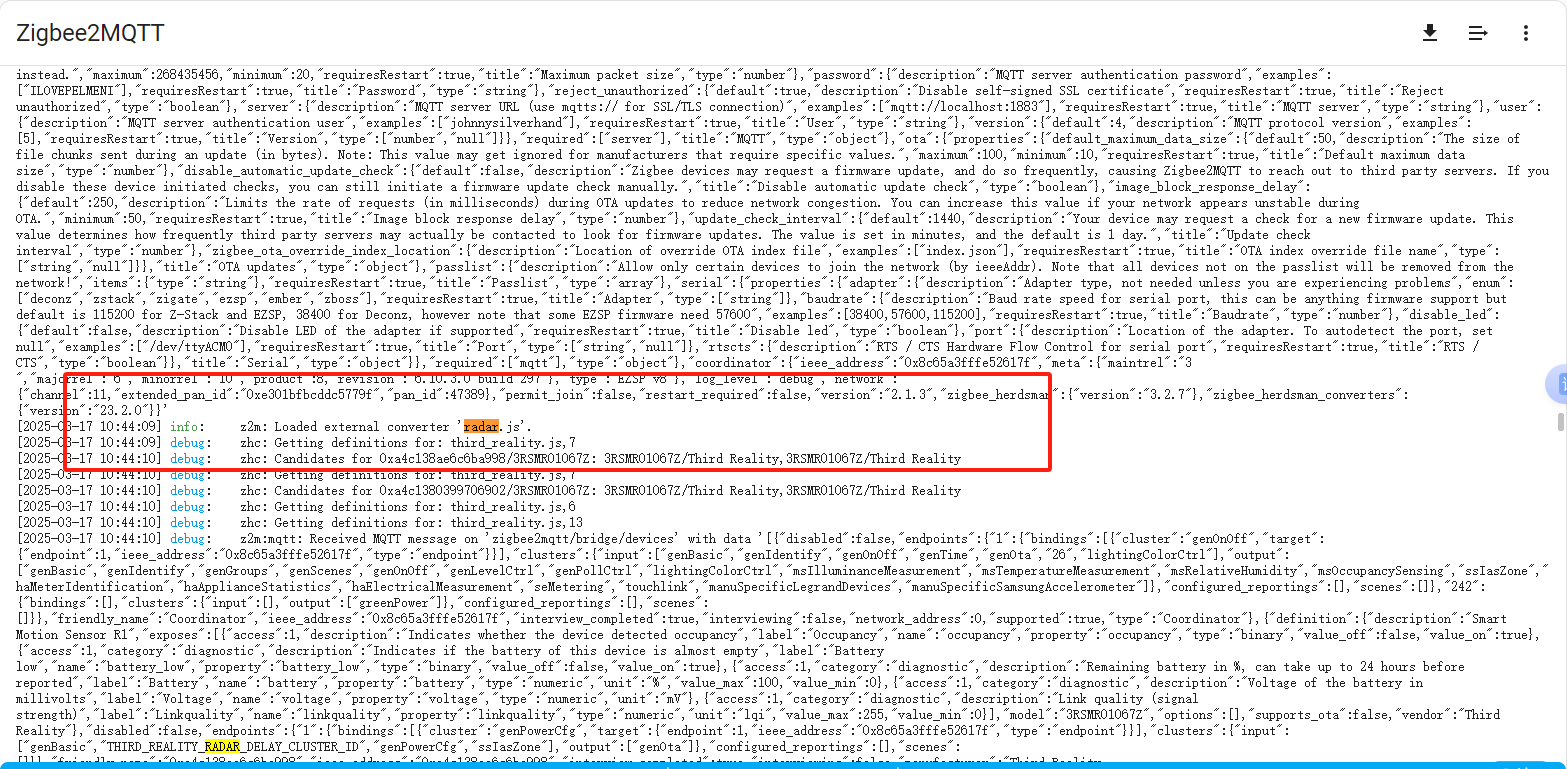 Zigbee2MQTT
instead.","maximum":268435456,"minimum":20,"requiresRestart":true,"title":"Maximum packet size","type":"number"},"password":{"description":"MQTT server authentication password","examples":
["ILOVEPELMENI"],"requiresRestart":true,"title":"Password","type":"string"},"reject_unauthorized":{"default":true,"description":"Disable self-signed SSL certificate","requiresRestart":true,"title":"Reject
unauthorized","type":"boolean"},"server":{"description":"MQTT server URL (use mqtts:// for SSL/TLS connection)","examples":["mqtt://localhost:1883"],"requiresRestart":true,"title":"MQTT server","type":"string"},"user":
{"description":"MQTT server authentication user","examples":["johnnysilverhand"],"requiresRestart":true,"title":"User","type":"string"},"version":{"default":4,"description":"MQTT protocol version","examples":
[5],"requiresRestart":true,"title":"Version","type":["number","null"]}},"required":["server"],"title":"MQTT","type":"object"},"ota":{"properties":{"default_maximum_data_size":{"default":50,"description":"The size of
file chunks sent during an update (in bytes). Note: This value may get ignored for manufacturers that require specific values.","maximum":100,"minimum":10,"requiresRestart":true,"title":"Default maximum data
size","type":"number"},"disable_automatic_update_check":{"default":false,"description":"Zigbee devices may request a firmware update, and do so frequently, causing Zigbee2MQTT to reach out to third party servers. If you
disable these device initiated checks, you can still initiate a firmware update check manually.","title":"Disable automatic update check","type":"boolean"},"image_block_response_delay":
{"default":250,"description":"Limits the rate of requests (in milliseconds) during OTA updates to reduce network congestion. You can increase this value if your network appears unstable during
OTA.","minimum":50,"requiresRestart":true,"title":"Image block response delay","type":"number"},"update_check_interval":{"default":1440,"description":"Your device may request a check for a new firmware update. This
value determines how frequently third party servers may actually be contacted to look for firmware updates. The value is set in minutes, and the default is 1 day.","title":"Update check
interval","type":"number"},"zigbee_ota_override_index_location":{"description":"Location of override OTA index file","examples":["index.json"],"requiresRestart":true,"title":"OTA index override file name","type":
["string","null"]}},"title":"OTA updates","type":"object"},"passlist":{"description":"Allow only certain devices to join the network (by ieeeAddr). Note that all devices not on the passlist will be removed from the
network!","items":{"type":"string"},"requiresRestart":true,"title":"Passlist","type":"array"},"serial":{"properties":{"adapter":{"description":"Adapter type, not needed unless you are experiencing problems","enum":
["deconz","zstack","zigate","ezsp","ember","zboss"],"requiresRestart":true,"title":"Adapter","type":["string"]},"baudrate":{"description":"Baud rate speed for serial port, this can be anything firmware support but
default is 115200 for Z-Stack and EZSP, 38400 for Deconz, however note that some EZSP firmware need 57600","examples":[38400,57600,115200],"requiresRestart":true,"title":"Baudrate","type":"number"},"disable_led":
{"default":false,"description":"Disable LED of the adapter if supported","requiresRestart":true,"title":"Disable led","type":"boolean"},"port":{"description":"Location of the adapter. To autodetect the port, set
null","examples":["/dev/ttyACM0"],"requiresRestart":true,"title":"Port","type":["string","null"]},"rtscts":{"description":"RTS / CTS Hardware Flow Control for serial port","requiresRestart":true,"title":"RTS /
CTS","type":"boolean"}},"title":"Serial","type":"object"}},"required":["mqtt"],"type":"object"},"coordinator":{"ieee_address":"0x8c65a3fffe52617f","meta":{"maintrel":"3
","majorrel":"6","minorrel":"10","product":8,"revision":"6.10.3.0 build 297"},"type":"EZSP v8"},"log_level":"debug","network":
{"channel":11,"extended_pan_id":"0xe301bfbcddc5779f","pan_id":47389},"permit_join":false,"restart_required":false,"version":"2.1.3","zigbee_herdsman":{"version":"3.2.7"},"zigbee_herdsman_converters":
{"version":"23.2.0"}}'
[2025-03-17 10:44:09] info: z2m: Loaded external converter 'radar.js'.
[2025-03-17 10:44:09] debug: zhc: Getting definitions for: third_reality.js,7
[2025-03-17 10:44:10] debug: zhc: Candidates for 0xa4c138ae6c6ba998/3RSMR01067Z: 3RSMR01067Z/Third Reality,3RSMR01067Z/Third Reality
[2025-03-17 10:44:10] debug: zhc: Getting definitions for: third_reality.js,7
[2025-03-17 10:44:10] debug: zhc: Candidates for 0xa4c1380399706902/3RSMR01067Z: 3RSMR01067Z/Third Reality,3RSMR01067Z/Third Reality
[2025-03-17 10:44:10] debug: zhc: Getting definitions for: third_reality.js,6
[2025-03-17 10:44:10] debug: zhc: Getting definitions for: third_reality.js,13
[2025-03-17 10:44:10] debug: z2m:mqtt: Received MQTT message on 'zigbee2mqtt/bridge/devices' with data '[{"disabled":false,"endpoints":{"1":{"bindings":[{"cluster":"genOnOff","target":
{"endpoint":1,"ieee_address":"0x8c65a3fffe52617f","type":"endpoint"}}],"clusters":{"input":["genBasic","genIdentify","genOnOff","genTime","genOta","26","lightingColorCtrl"],"output":
["genBasic","genIdentify","genGroups","genScenes","genOnOff","genLevelCtrl","genPollCtrl","lightingColorCtrl","msIlluminanceMeasurement","msTemperatureMeasurement","msRelativeHumidity","msOccupancySensing","ssIasZone","
haMeterIdentification","haApplianceStatistics","haElectricalMeasurement","seMetering","touchlink","manuSpecificLegrandDevices","manuSpecificSamsungAccelerometer"]},"configured_reportings":[],"scenes":[]},"242":
{"bindings":[],"clusters":{"input":[],"output":["greenPower"]},"configured_reportings":[],"scenes":
[]}},"friendly_name":"Coordinator","ieee_address":"0x8c65a3fffe52617f","interview_completed":true,"interviewing":false,"network_address":0,"supported":true,"type":"Coordinator"},{"definition":{"description":"Smart
Motion Sensor R1","exposes":[{"access":1,"description":"Indicates whether the device detected occupancy","label":"Occupancy","name":"occupancy","property":"occupancy","type":"binary","value_off":false,"value_on":true},
{"access":1,"category":"diagnostic","description":"Indicates if the battery of this device is almost empty","label":"Battery
low","name":"battery_low","property":"battery_low","type":"binary","value_off":false,"value_on":true},{"access":1,"category":"diagnostic","description":"Remaining battery in %, can take up to 24 hours before
reported","label":"Battery","name":"battery","property":"battery","type":"numeric","unit":"%","value_max":100,"value_min":0},{"access":1,"category":"diagnostic","description":"Voltage of the battery in
millivolts","label":"Voltage","name":"voltage","property":"voltage","type":"numeric","unit":"mV"},{"access":1,"category":"diagnostic","description":"Link quality (signal
strength)","label":"Linkquality","name":"linkquality","property":"linkquality","type":"numeric","unit":"lqi","value_max":255,"value_min":0}],"model":"3RSMR01067Z","options":[],"supports_ota":false,"vendor":"Third
Reality"},"disabled":false,"endpoints":{"1":{"bindings":[{"cluster":"genPowerCfg","target":{"endpoint":1,"ieee_address":"0x8c65a3fffe52617f","type":"endpoint"}}],"clusters":{"input":
["genBasic","THIRD_REALITY_RADAR_DELAY_CLUSTER_ID","genPowerCfg","ssIasZone"],"output":["genOta"]},"configured_reportings":[],"scenes":